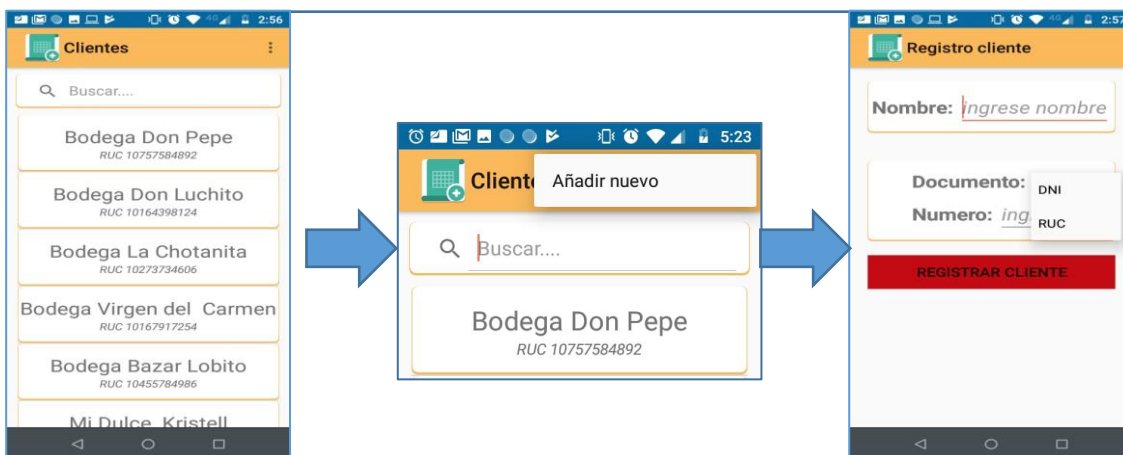 2:56
Clientes
Buscar....
Bodega Don Pepe
RUC 10757584892
Bodega Don Luchito
RUC 10164398124
Bodega La Chotanita
RUC 10273734606
Bodega Virgen del Carmen
RUC 10167917254
Bodega Bazar Lobito
RUC 10455784986
Mi Dulce Kristell
5:23
Añadir nuevo
Buscar....
Bodega Don Pepe
RUC 10757584892
4G 2:57
Registro cliente
Nombre: ingrese nombre
Documento: DNI
Numero: ing RUC
REGISTRAR CLIENTE